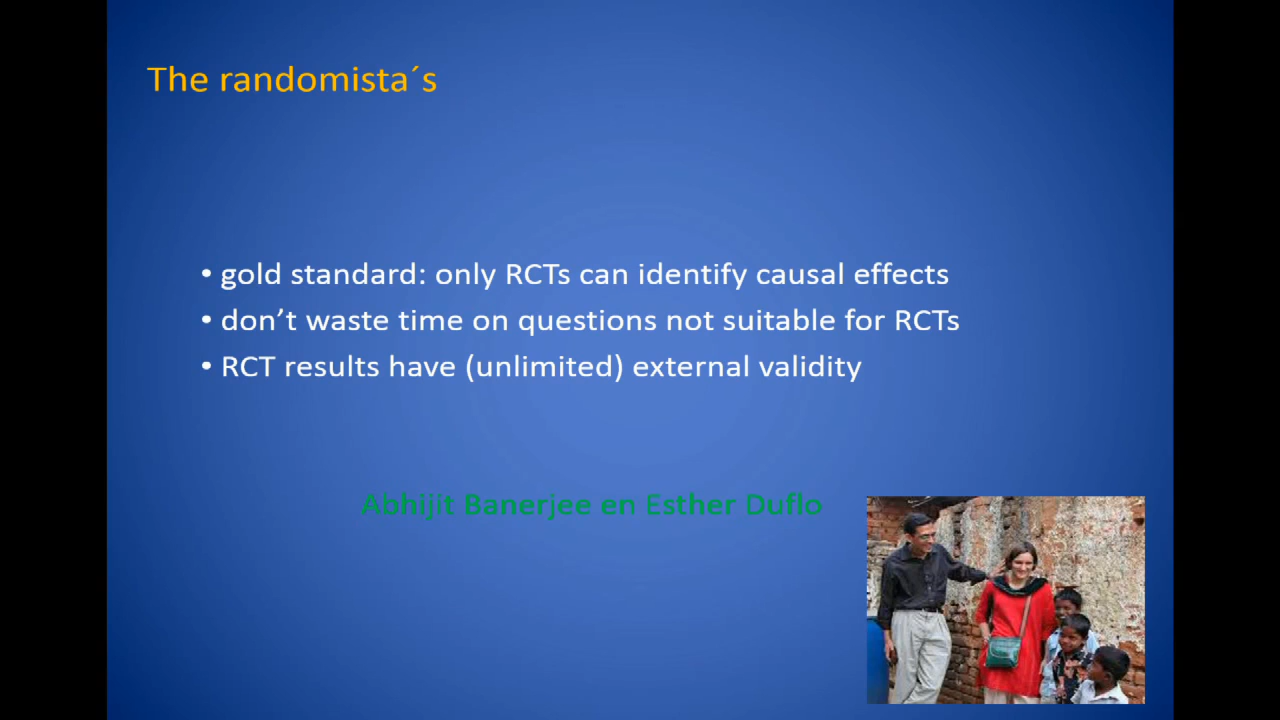 The randomista´s
• gold standard: only RCTs can identify causal effects
• don’t waste time on questions not suitable for RCTs
• RCT results have (unlimited) external validity
Abhijit Banerjee en Esther Duflo